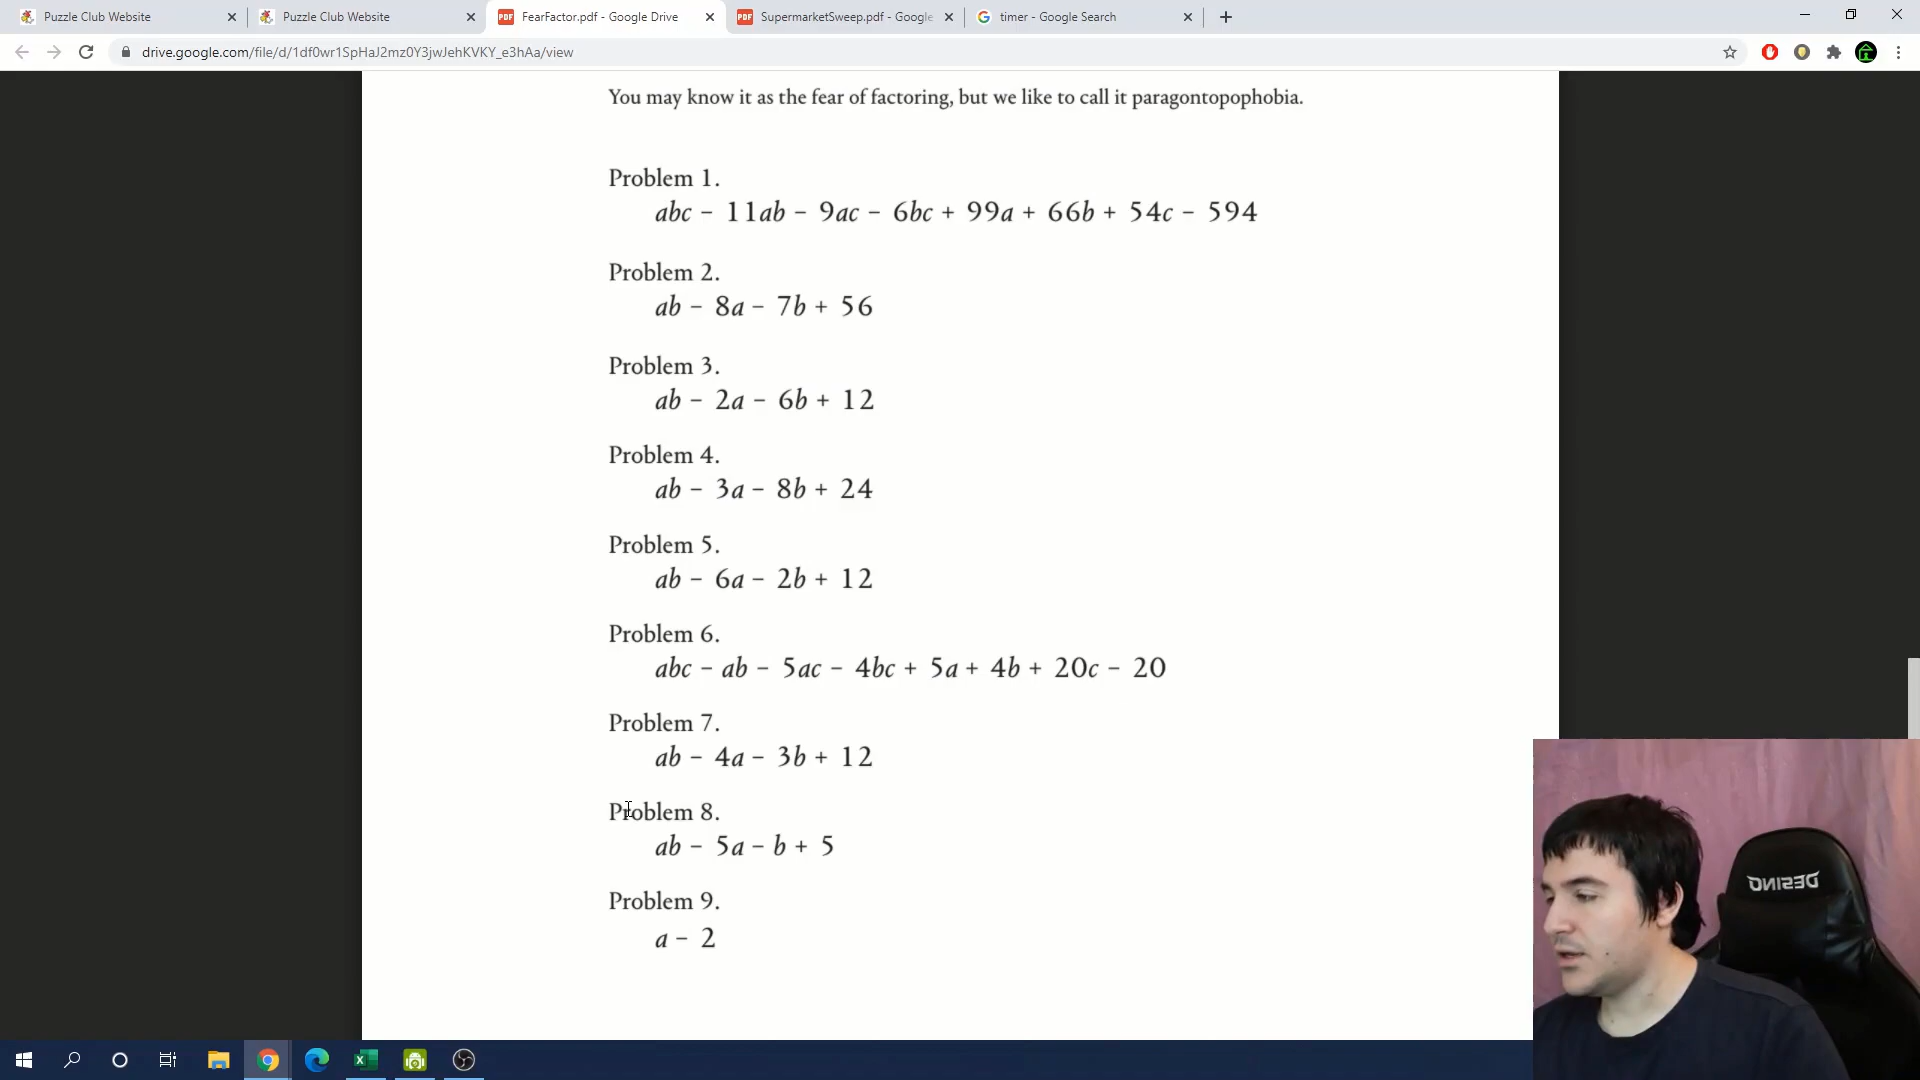 Puzzle Club Website
Puzzle Club Website
PDF FearFactor.pdf - Google Drive
PDF SupermarketSweep.pdf - Google
timer - Google Search
drive.google.com/file/d/1df0wr1SpHaJ2mz0Y3jwJehKVKY_e3hAa/view
You may know it as the fear of factoring, but we like to call it paragontopophobia.
Problem 1.
abc − 11ab − 9ac − 6bc + 99a + 66b + 54c − 594
Problem 2.
ab − 8a − 7b + 56
Problem 3.
ab − 2a − 6b + 12
Problem 4.
ab − 3a − 8b + 24
Problem 5.
ab − 6a − 2b + 12
Problem 6.
abc − ab − 5ac − 4bc + 5a + 4b + 20c − 20
Problem 7.
ab − 4a − 3b + 12
Problem 8.
ab − 5a − b + 5
Problem 9.
a − 2
DESINO